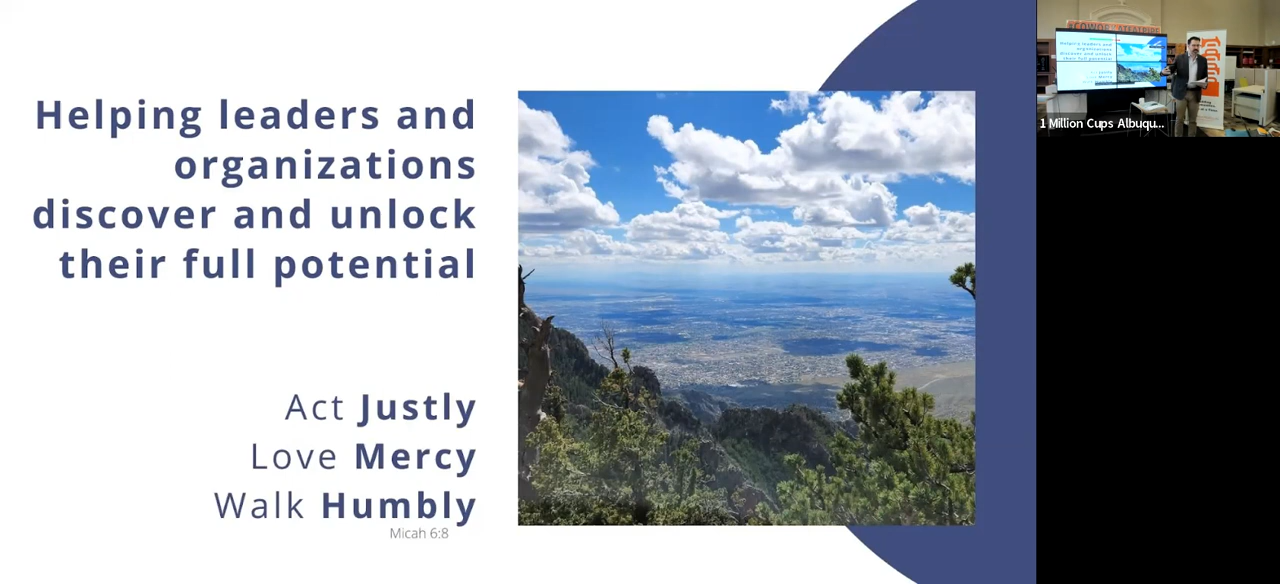 Helping leaders and
organizations
discover and unlock
their full potential
Act Justly
Love Mercy
Walk Humbly
Micah 6:8
1 Million Cups Albuqu...